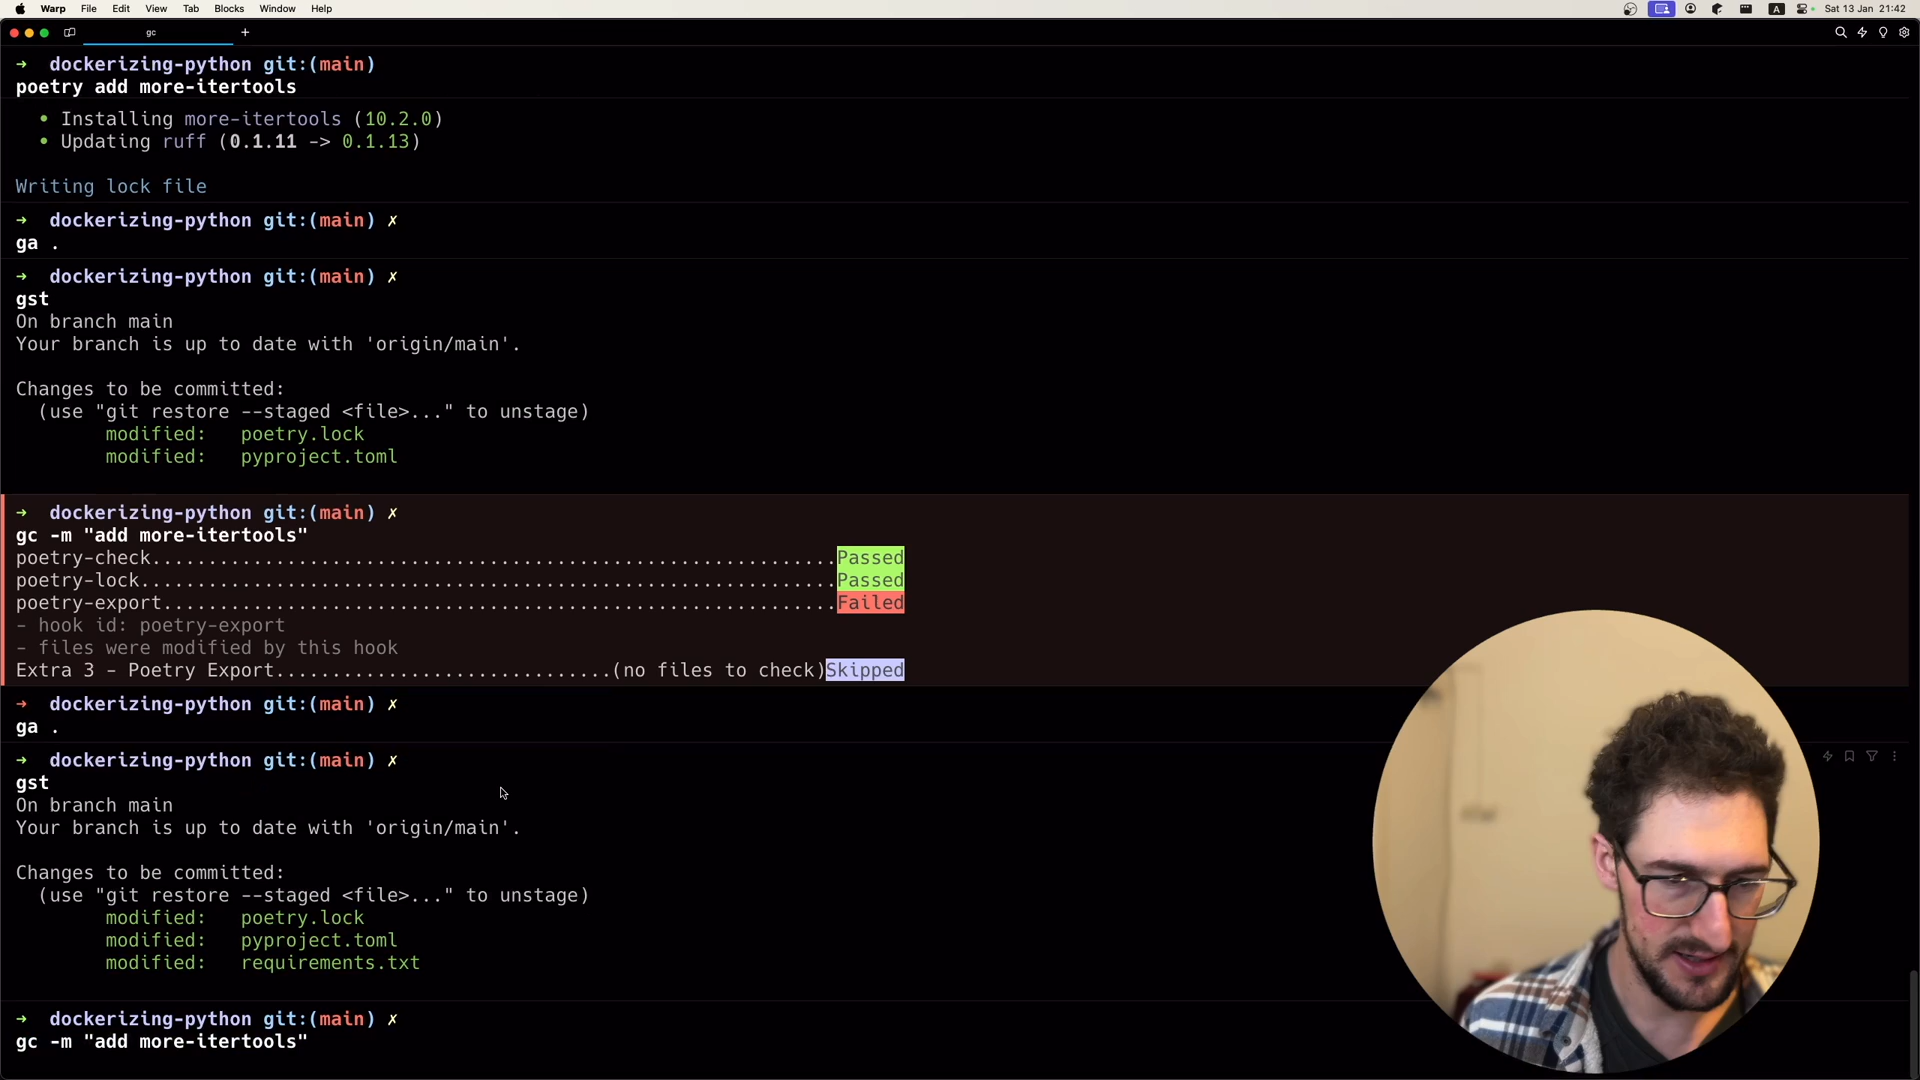 Warp File Edit View Tab Blocks Window Help Sat 13 Jan 21:42
gc +
→ dockerizing-python git:(main)
poetry add more-itertools
• Installing more-itertools (10.2.0)
• Updating ruff (0.1.11 -> 0.1.13)
Writing lock file
→ dockerizing-python git:(main) ✗
ga .
→ dockerizing-python git:(main) ✗
gst
On branch main
Your branch is up to date with 'origin/main'.
Changes to be committed:
(use "git restore --staged <file>..." to unstage)
modified: poetry.lock
modified: pyproject.toml
→ dockerizing-python git:(main) ✗
gc -m "add more-itertools"
poetry-check.............................................................Passed
poetry-lock..............................................................Passed
poetry-export............................................................Failed
- hook id: poetry-export
- files were modified by this hook
Extra 3 - Poetry Export..............................(no files to check)Skipped
→ dockerizing-python git:(main) ✗
ga .
→ dockerizing-python git:(main) ✗
gst
On branch main
Your branch is up to date with 'origin/main'.
Changes to be committed:
(use "git restore --staged <file>..." to unstage)
modified: poetry.lock
modified: pyproject.toml
modified: requirements.txt
→ dockerizing-python git:(main) ✗
gc -m "add more-itertools"